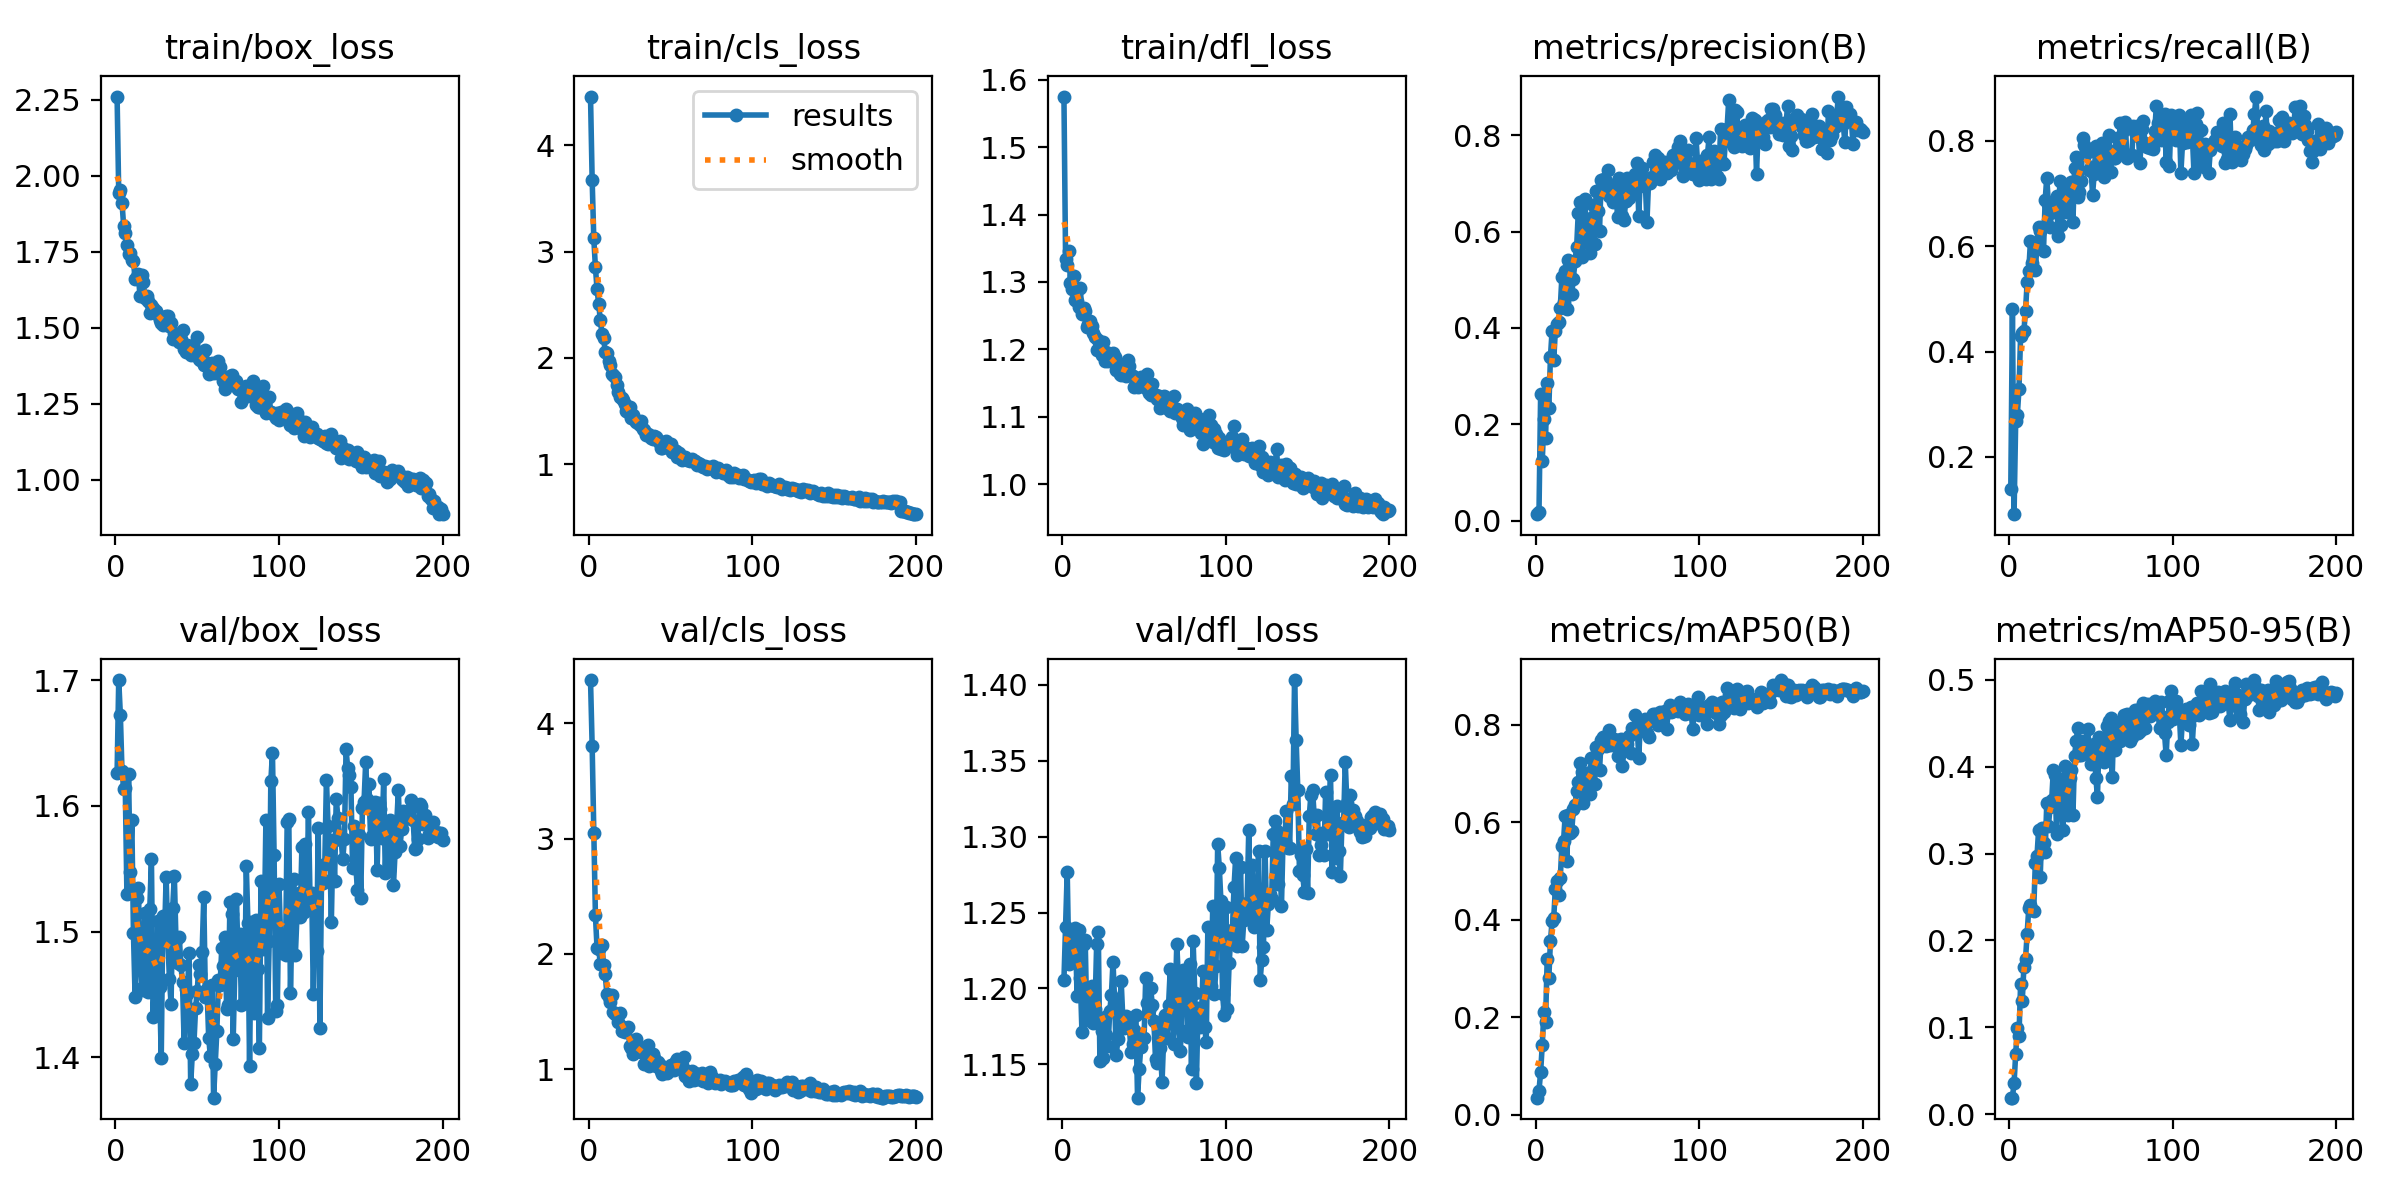 train/box_loss
train/cls_loss
train/dfl_loss
metrics/precision(B)
metrics/recall(B)
2.25
2.00
1.75
1.50
1.25
1.00
0 100 200
results
smooth
4
3
2
1
0 100 200
1.6
1.5
1.4
1.3
1.2
1.1
1.0
0 100 200
0.8
0.6
0.4
0.2
0.0
0 100 200
0.8
0.6
0.4
0.2
0 100 200
val/box_loss
val/cls_loss
val/dfl_loss
metrics/mAP50(B)
metrics/mAP50-95(B)
1.7
1.6
1.5
1.4
0 100 200
4
3
2
1
0 100 200
1.40
1.35
1.30
1.25
1.20
1.15
0 100 200
0.8
0.6
0.4
0.2
0.0
0 100 200
0.5
0.4
0.3
0.2
0.1
0.0
0 100 200